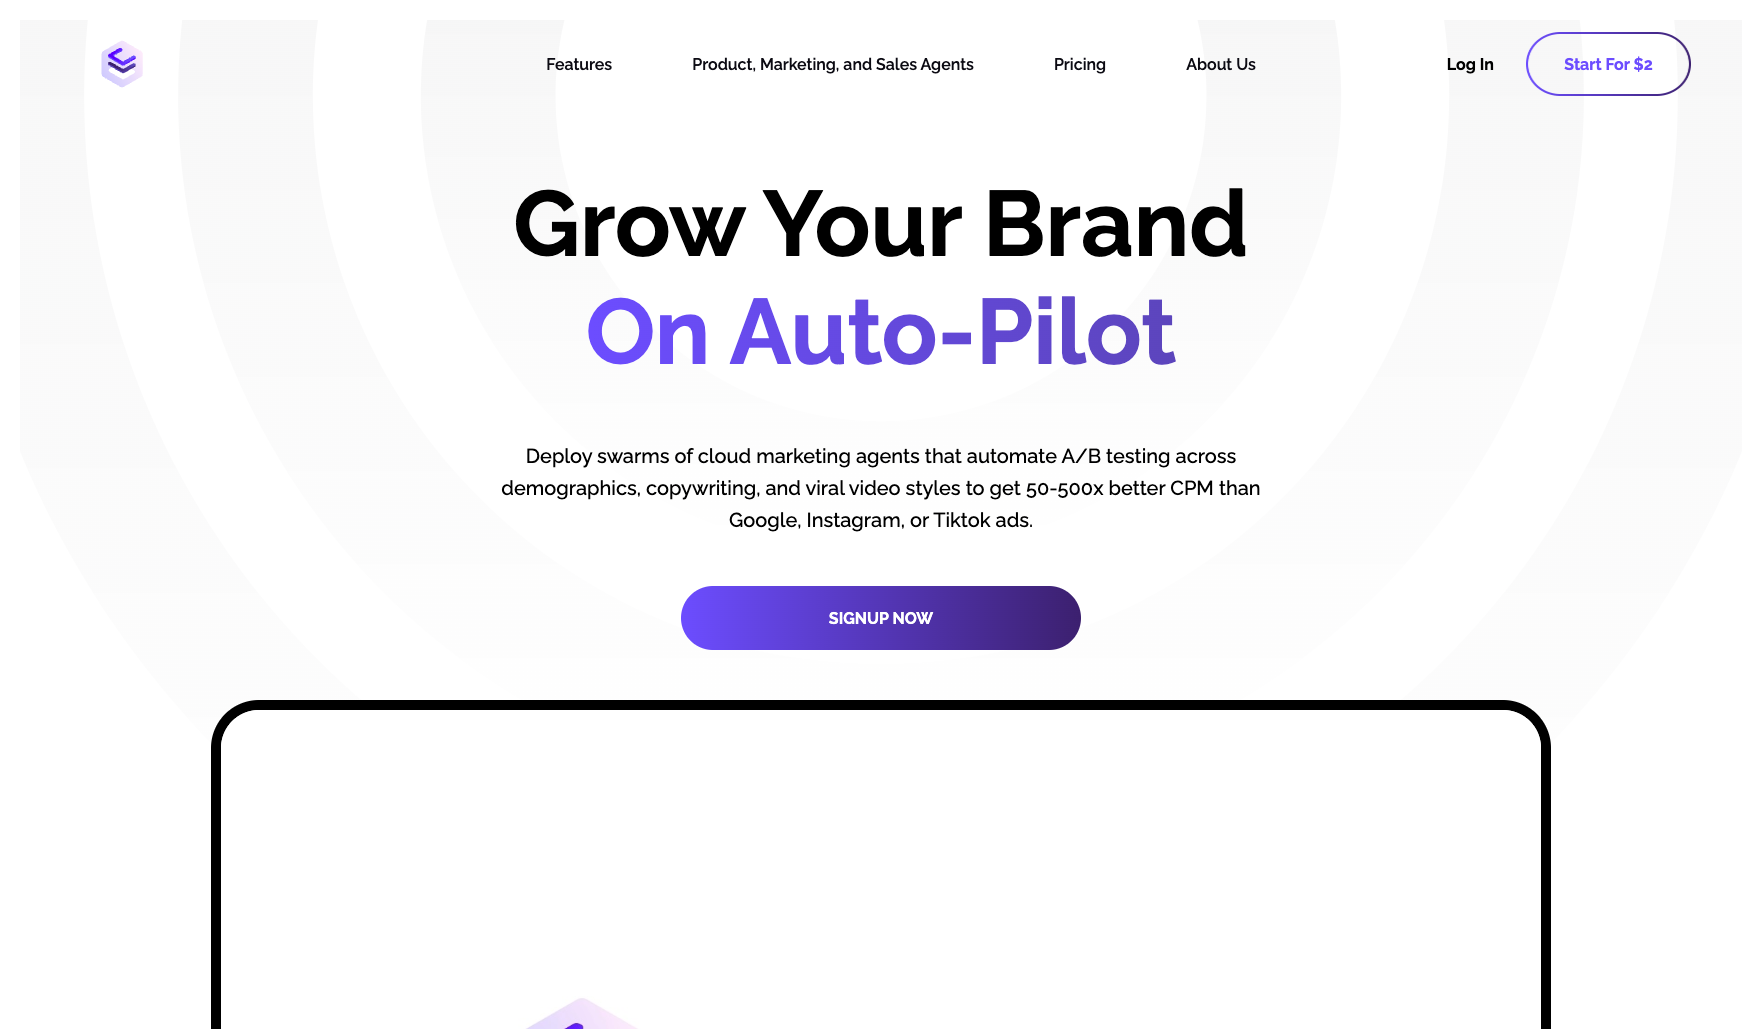 Features
Product, Marketing, and Sales Agents
Pricing
About Us
Log In
Start For $2
Grow Your Brand
On Auto-Pilot
Deploy swarms of cloud marketing agents that automate A/B testing across
demographics, copywriting, and viral video styles to get 50-500x better CPM than
Google, Instagram, or Tiktok ads.
SIGNUP NOW